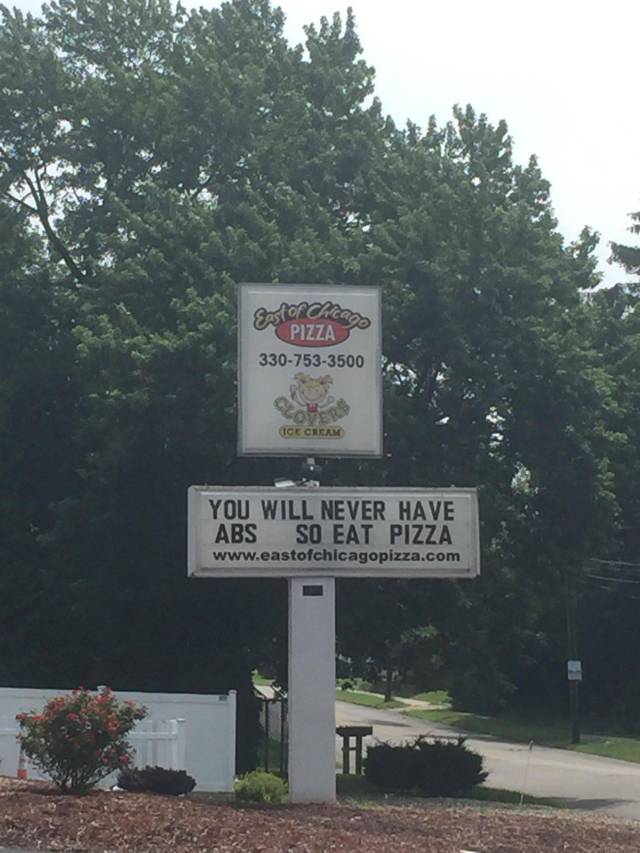 East of Chicago
PIZZA
330-753-3500
CLOVERS
ICE CREAM
YOU WILL NEVER HAVE
ABS SO EAT PIZZA
www.eastofchicagopizza.com